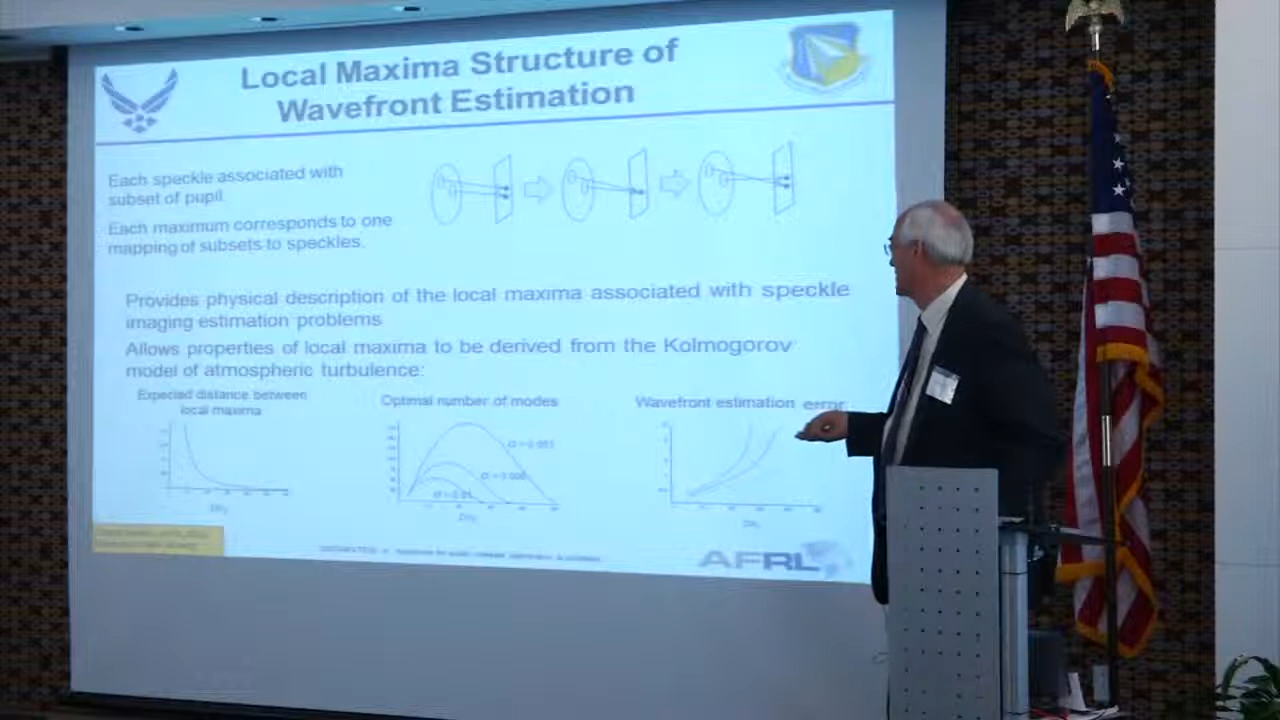 Local Maxima Structure of
Wavefront Estimation
Each speckle associated with
subset of pupil
Each maximum corresponds to one
mapping of subsets to speckles.
Provides physical description of the local maxima associated with speckle
imaging estimation problems
Allows properties of local maxima to be derived from the Kolmogorov
model of atmospheric turbulence:
Expected distance between
local maxima
Optimal number of modes
Wavefront estimation error
AFRL